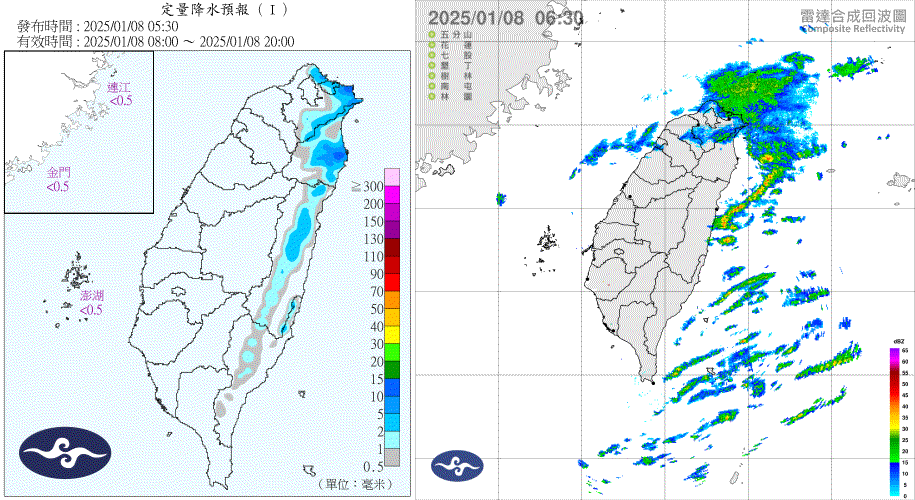 定量降水預報 ( I )
發布時間 : 2025/01/08 05:30
有效時間 : 2025/01/08 08:00 ～ 2025/01/08 20:00
連江
<0.5
金門
<0.5
澎湖
<0.5
≧
300
200
150
130
110
90
70
50
40
30
20
15
10
5
2
1
0.5
(單位：毫米)
2025/01/08 06:30
五分山
花蓮
七股
墾丁
樹林
南屯
林園
雷達合成回波圖
Composite Reflectivity
dBZ
65
60
55
50
45
40
35
30
25
20
15
10
5
0